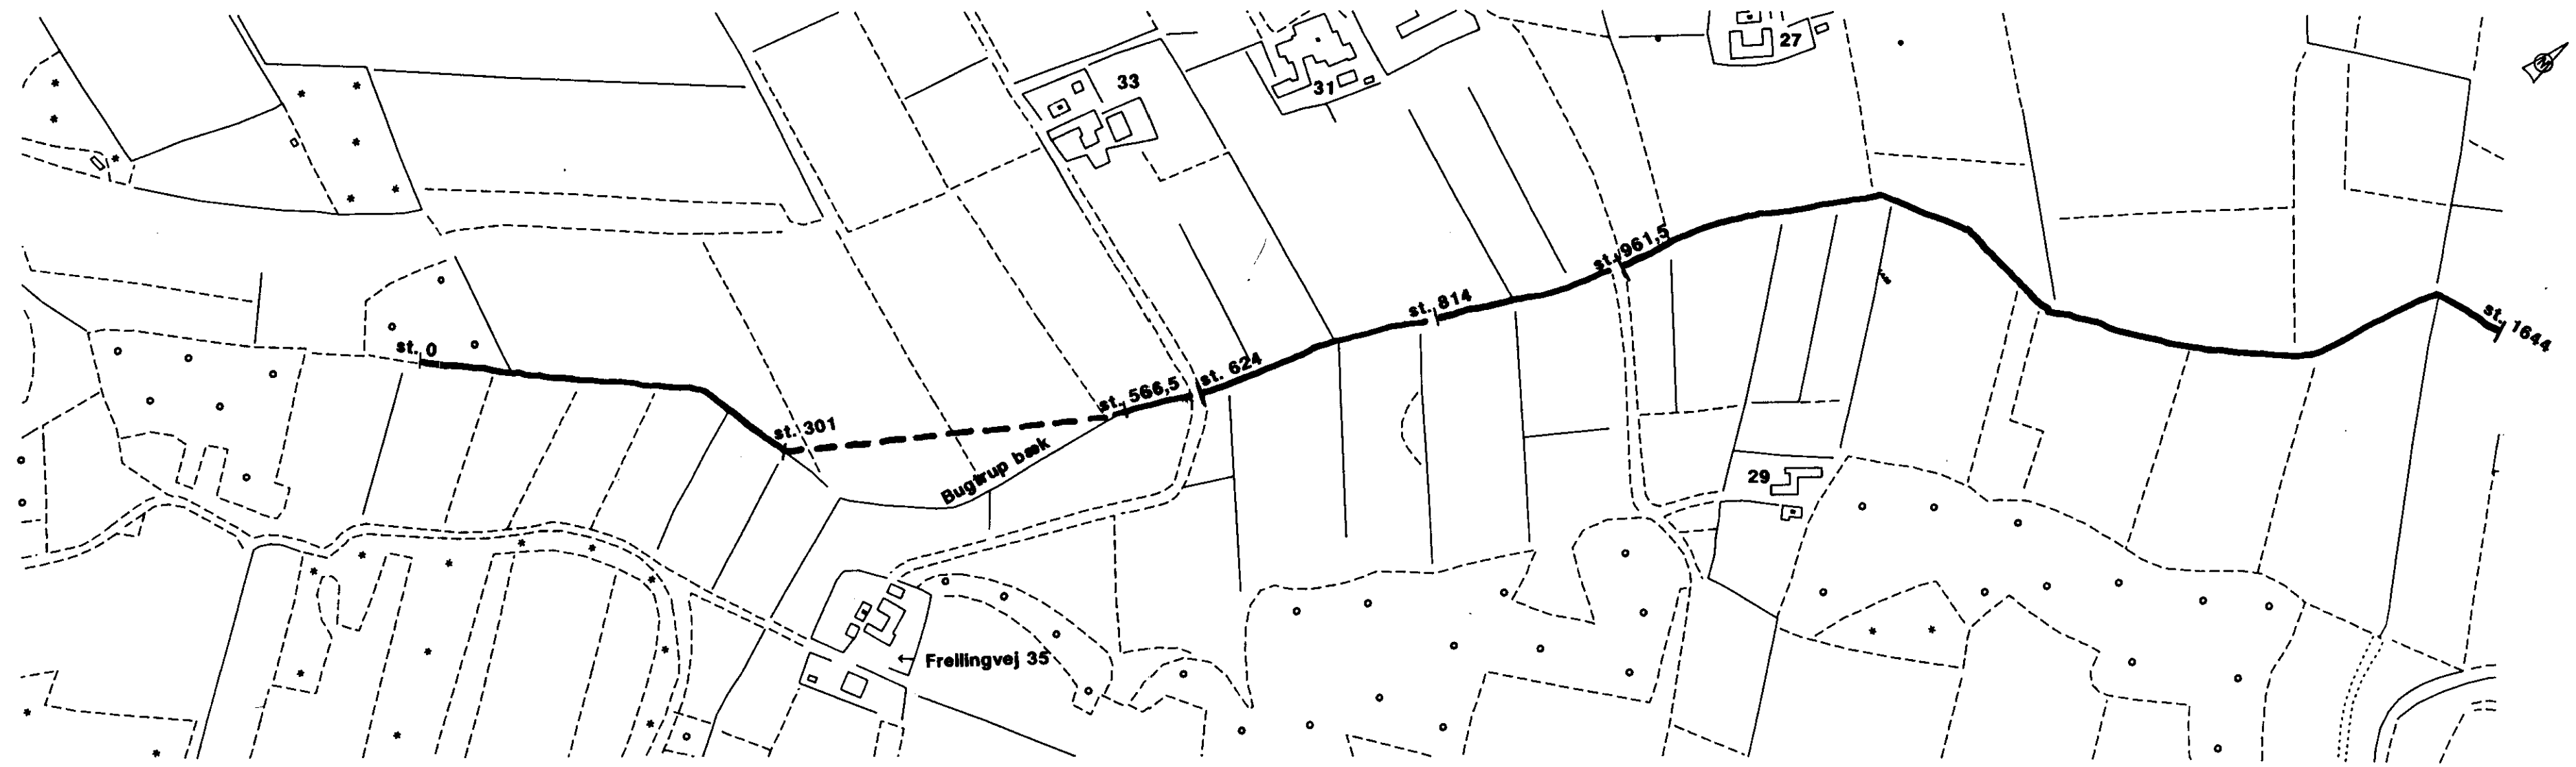 27
33
31
st. 961,5
st. 814
st. 1644
st. 0
st. 624
st. 566,5
st. 301
Bugtrup bæk
29
Frellingvej 35